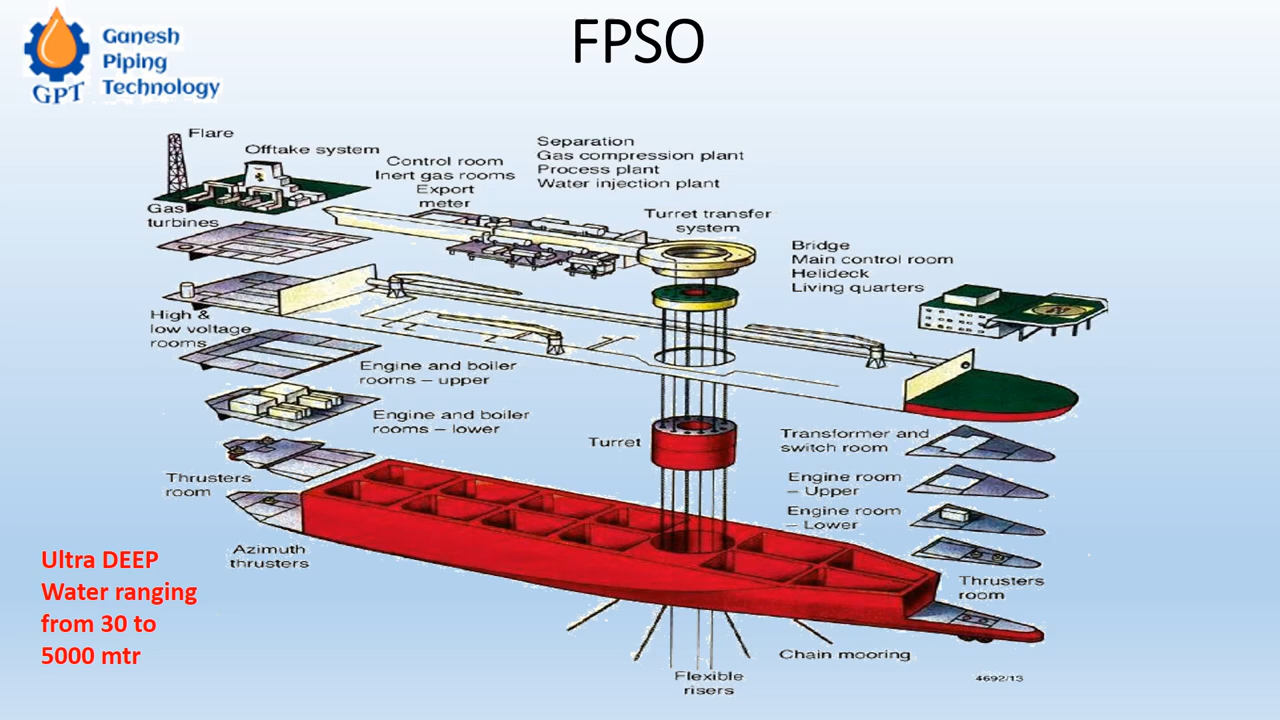 Ganesh
Piping
Technology
GPT
FPSO
Flare
Offtake system
Control room
Inert gas rooms
Export
meter
Separation
Gas compression plant
Process plant
Water injection plant
Gas
turbines
Turret transfer
system
Bridge
Main control room
Helideck
Living quarters
High &
low voltage
rooms
Engine and boiler
rooms – upper
Engine and boiler
rooms – lower
Turret
Transformer and
switch room
Engine room
– Upper
Engine room
– Lower
Thrusters
room
Azimuth
thrusters
Thrusters
room
Ultra DEEP
Water ranging
from 30 to
5000 mtr
Chain mooring
Flexible
risers
4692/13